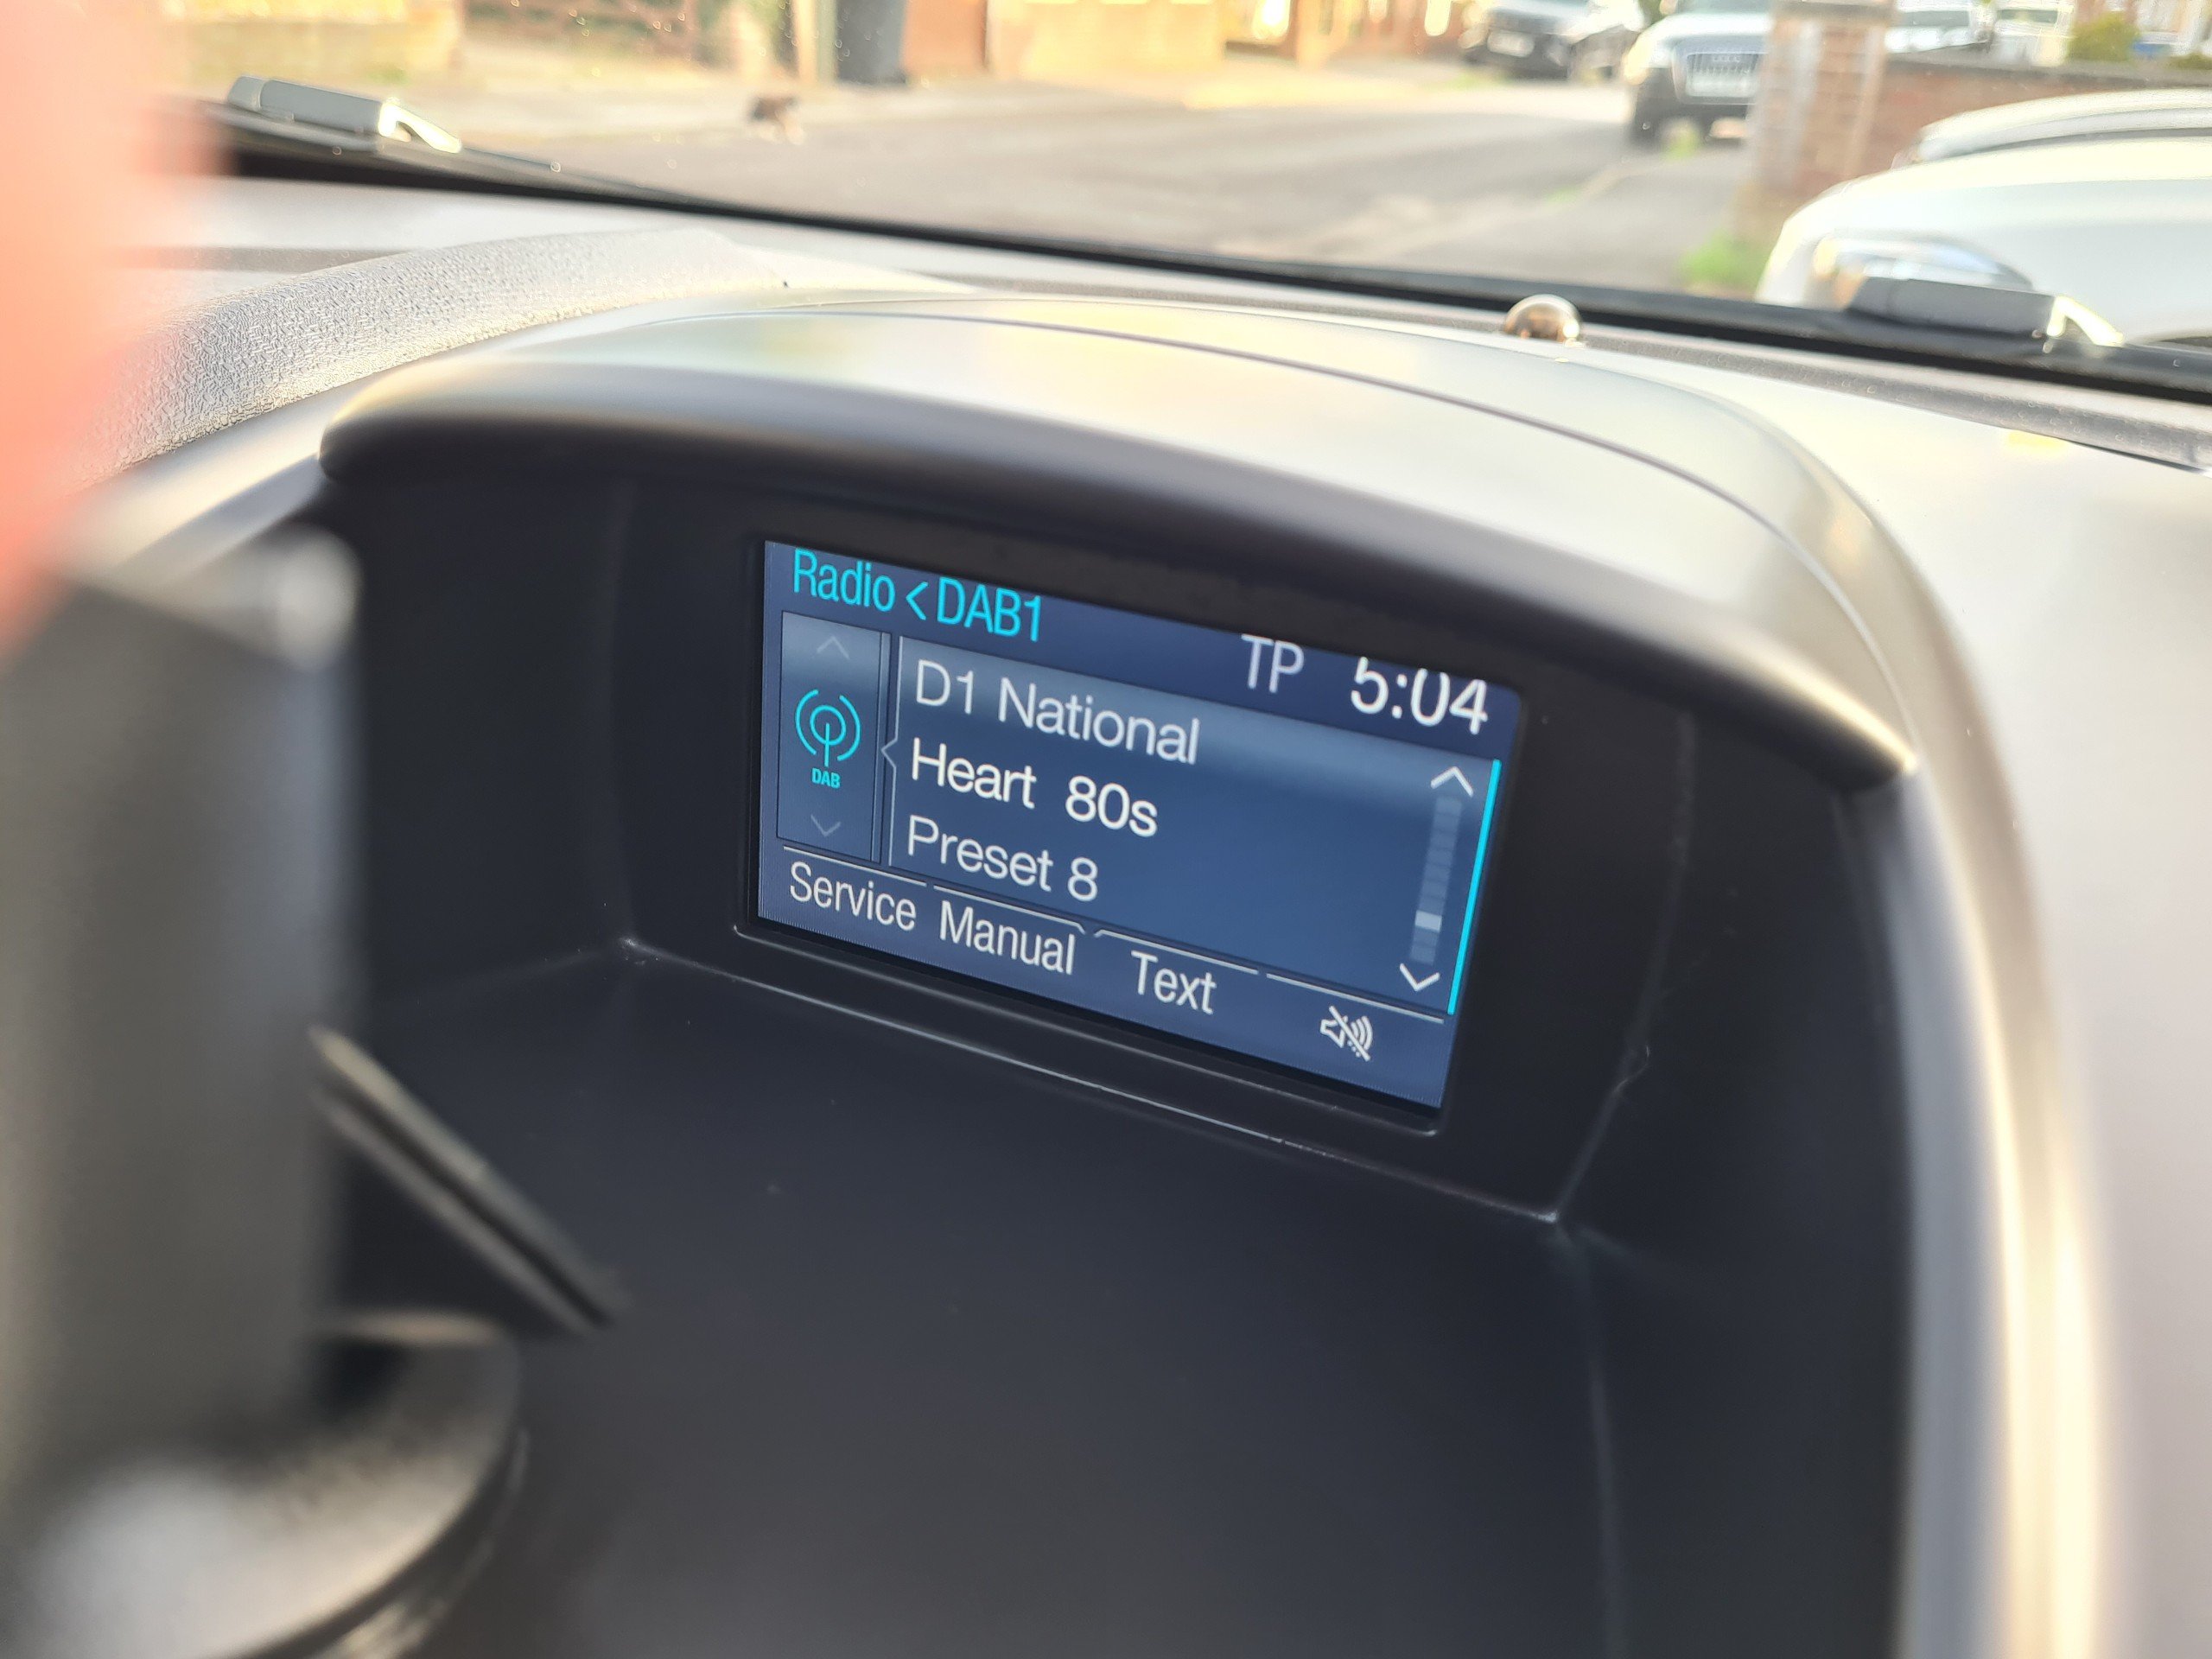 Radio < DAB1
TP 5:04
D1 National
Heart 80s
Preset 8
DAB
Service Manual Text